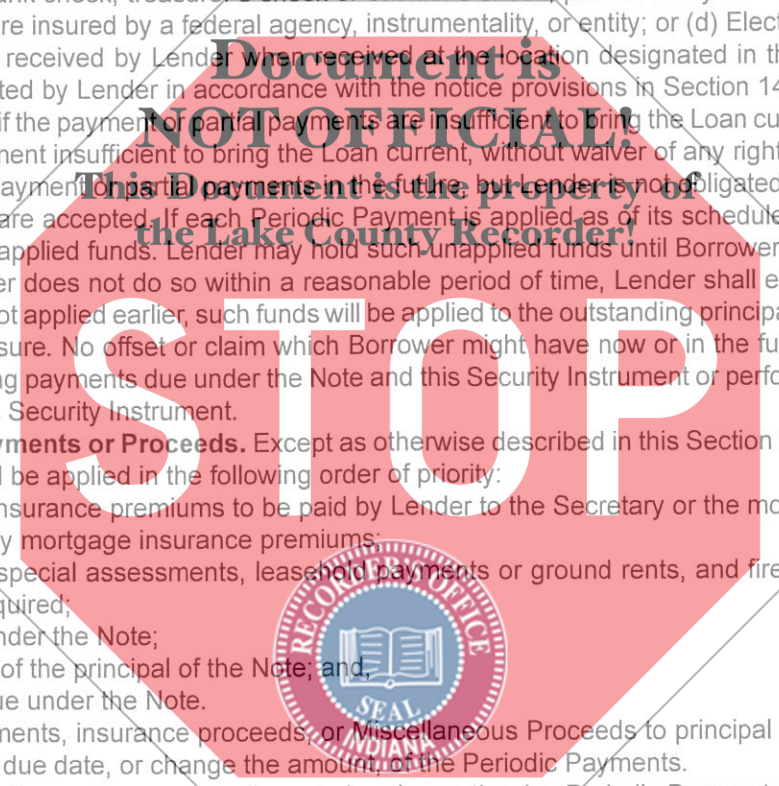 re insured by a federal agency, instrumentality, or entity; or (d) Elect
Document is
received by Lender when received at the location designated in th
ted by Lender in accordance with the notice provisions in Section 14
NOT OFFICIAL!
if the payment or partial payments are insufficient to bring the Loan cu
ment insufficient to bring the Loan current, without waiver of any right
This Document is the property of
ayment or partial payments in the future, but Lender is not obligated
are accepted. If each Periodic Payment is applied as of its schedule
the Lake County Recorder!
applied funds. Lender may hold such unapplied funds until Borrower
er does not do so within a reasonable period of time, Lender shall e
ot applied earlier, such funds will be applied to the outstanding principa
sure. No offset or claim which Borrower might have now or in the fu
ng payments due under the Note and this Security Instrument or perfo
Security Instrument.
STOP
yments or Proceeds. Except as otherwise described in this Section
l be applied in the following order of priority:
nsurance premiums to be paid by Lender to the Secretary or the mo
y mortgage insurance premiums;
special assessments, leasehold payments or ground rents, and fire
quired;
nder the Note;
of the principal of the Note; and,
ue under the Note.
RECORDER'S OFFICE
SEAL
INDIANA
ments, insurance proceeds, or Miscellaneous Proceeds to principal
due date, or change the amount, of the Periodic Payments.